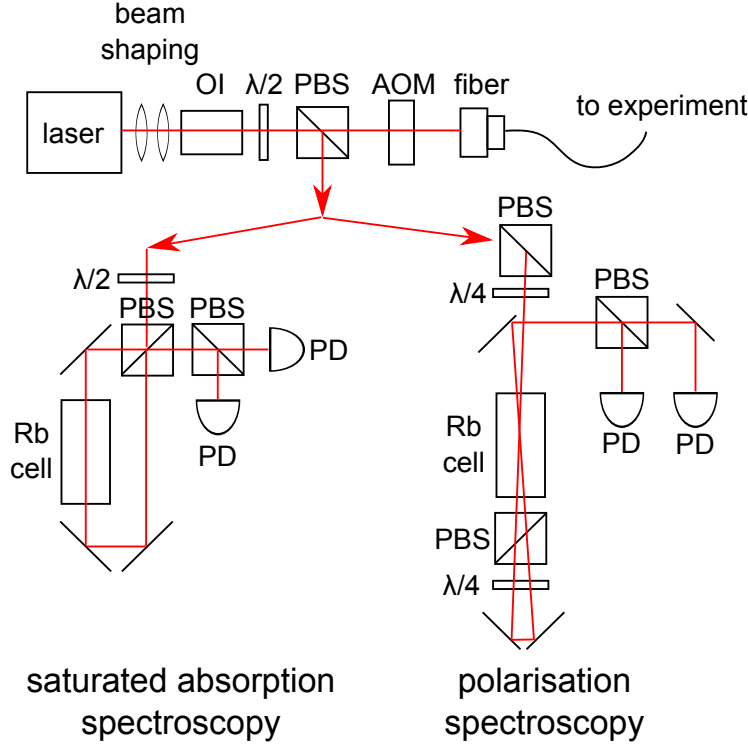 beam
shaping
OI
λ/2
PBS
AOM
fiber
laser
to experiment
PBS
λ/2
λ/4
PBS
PBS
PBS
PD
PD
Rb
cell
PD
PD
Rb
cell
PBS
λ/4
saturated absorption
spectroscopy
polarisation
spectroscopy